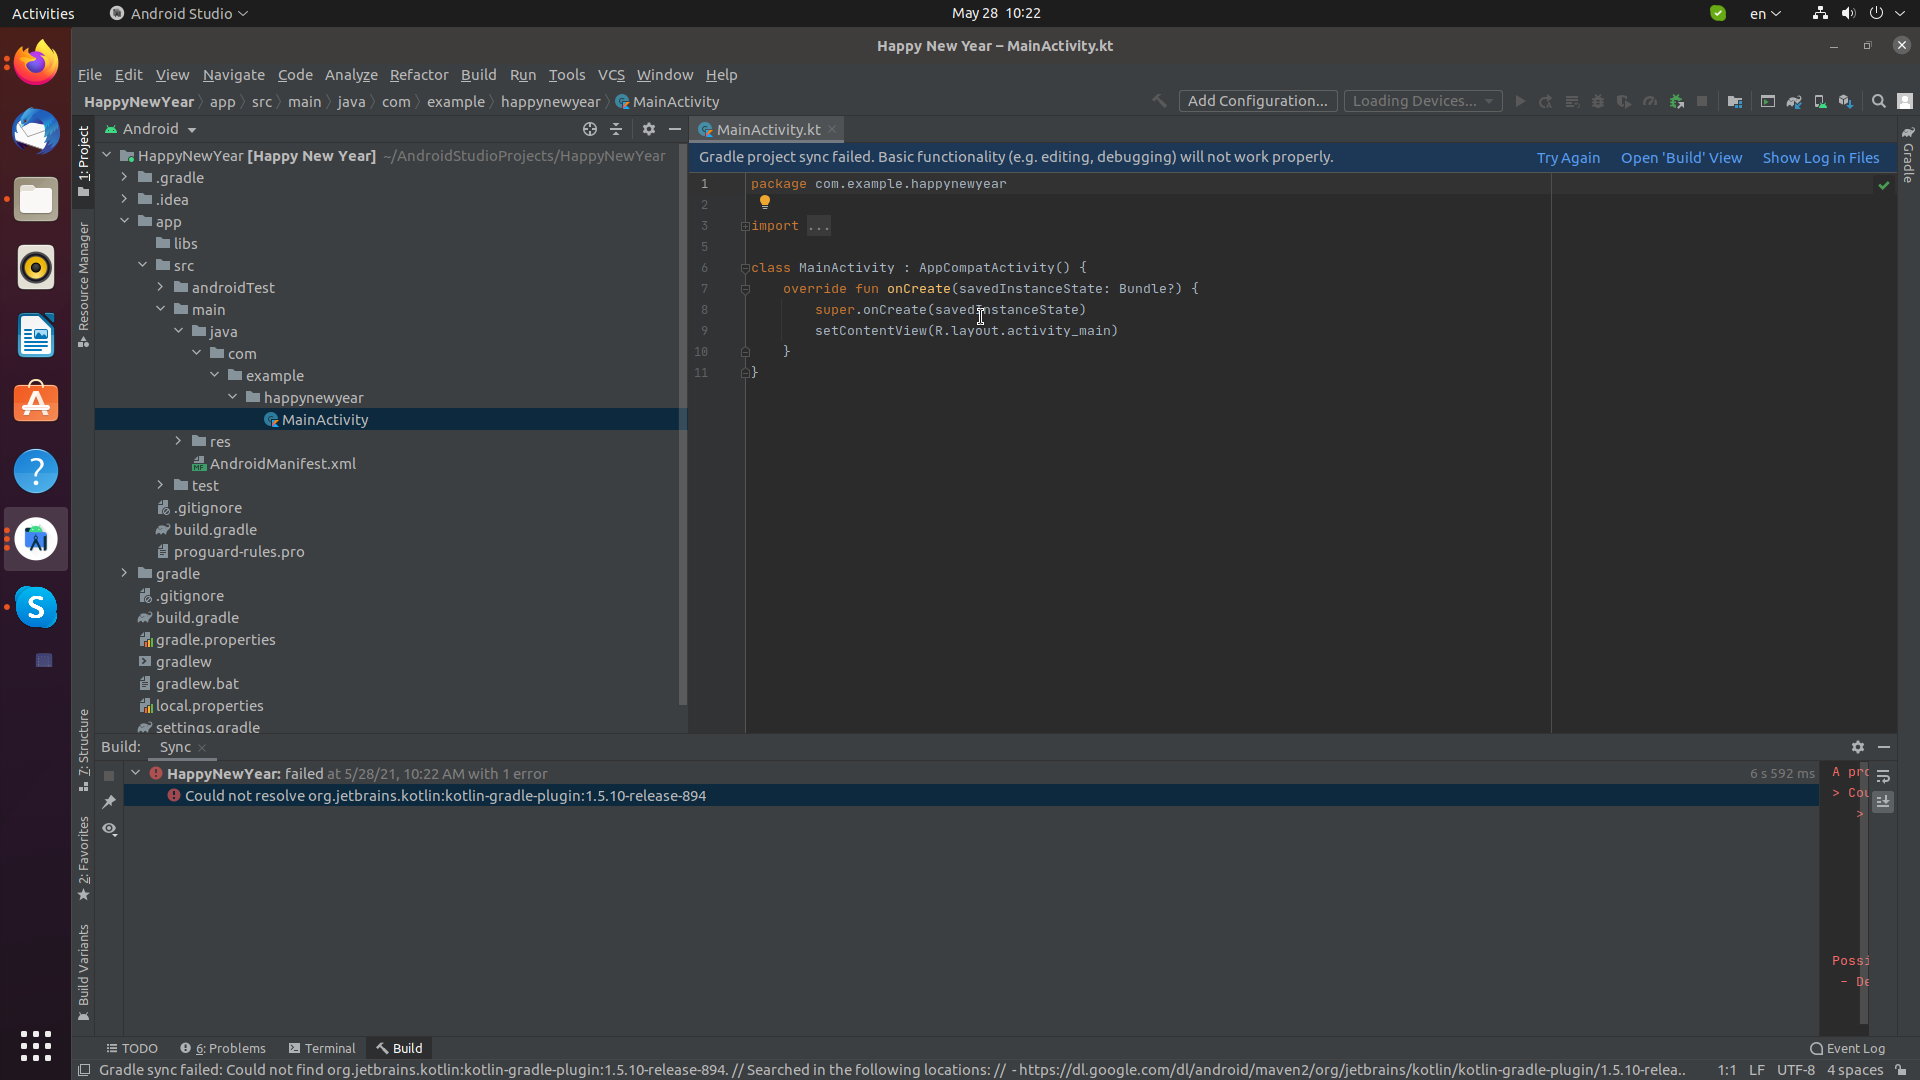 Activities
Android Studio
May 28 10:22
en
Happy New Year – MainActivity.kt
File Edit View Navigate Code Analyze Refactor Build Run Tools VCS Window Help
HappyNewYear app src main java com example happynewyear MainActivity
Add Configuration...
Loading Devices...
1: Project
Resource Manager
7: Structure
2: Favorites
Build Variants
Android
HappyNewYear [Happy New Year] ~/AndroidStudioProjects/HappyNewYear
.gradle
.idea
app
libs
src
androidTest
main
java
com
example
happynewyear
MainActivity
res
AndroidManifest.xml
test
.gitignore
build.gradle
proguard-rules.pro
gradle
.gitignore
build.gradle
gradle.properties
gradlew
gradlew.bat
local.properties
settings.gradle
MainActivity.kt
Gradle project sync failed. Basic functionality (e.g. editing, debugging) will not work properly.
Try Again Open 'Build' View Show Log in Files
Gradle
1 package com.example.happynewyear
2
3 import ...
5
6 class MainActivity : AppCompatActivity() {
7 override fun onCreate(savedInstanceState: Bundle?) {
8 super.onCreate(savedInstanceState)
9 setContentView(R.layout.activity_main)
10 }
11 }
Build: Sync
HappyNewYear: failed at 5/28/21, 10:22 AM with 1 error
6 s 592 ms
Could not resolve org.jetbrains.kotlin:kotlin-gradle-plugin:1.5.10-release-894
A pro
> Cou
>
Possi
- De
TODO 6: Problems Terminal Build
Event Log
Gradle sync failed: Could not find org.jetbrains.kotlin:kotlin-gradle-plugin:1.5.10-release-894. // Searched in the following locations: // - https://dl.google.com/dl/android/maven2/org/jetbrains/kotlin/kotlin-gradle-plugin/1.5.10-relea..
1:1 LF UTF-8 4 spaces